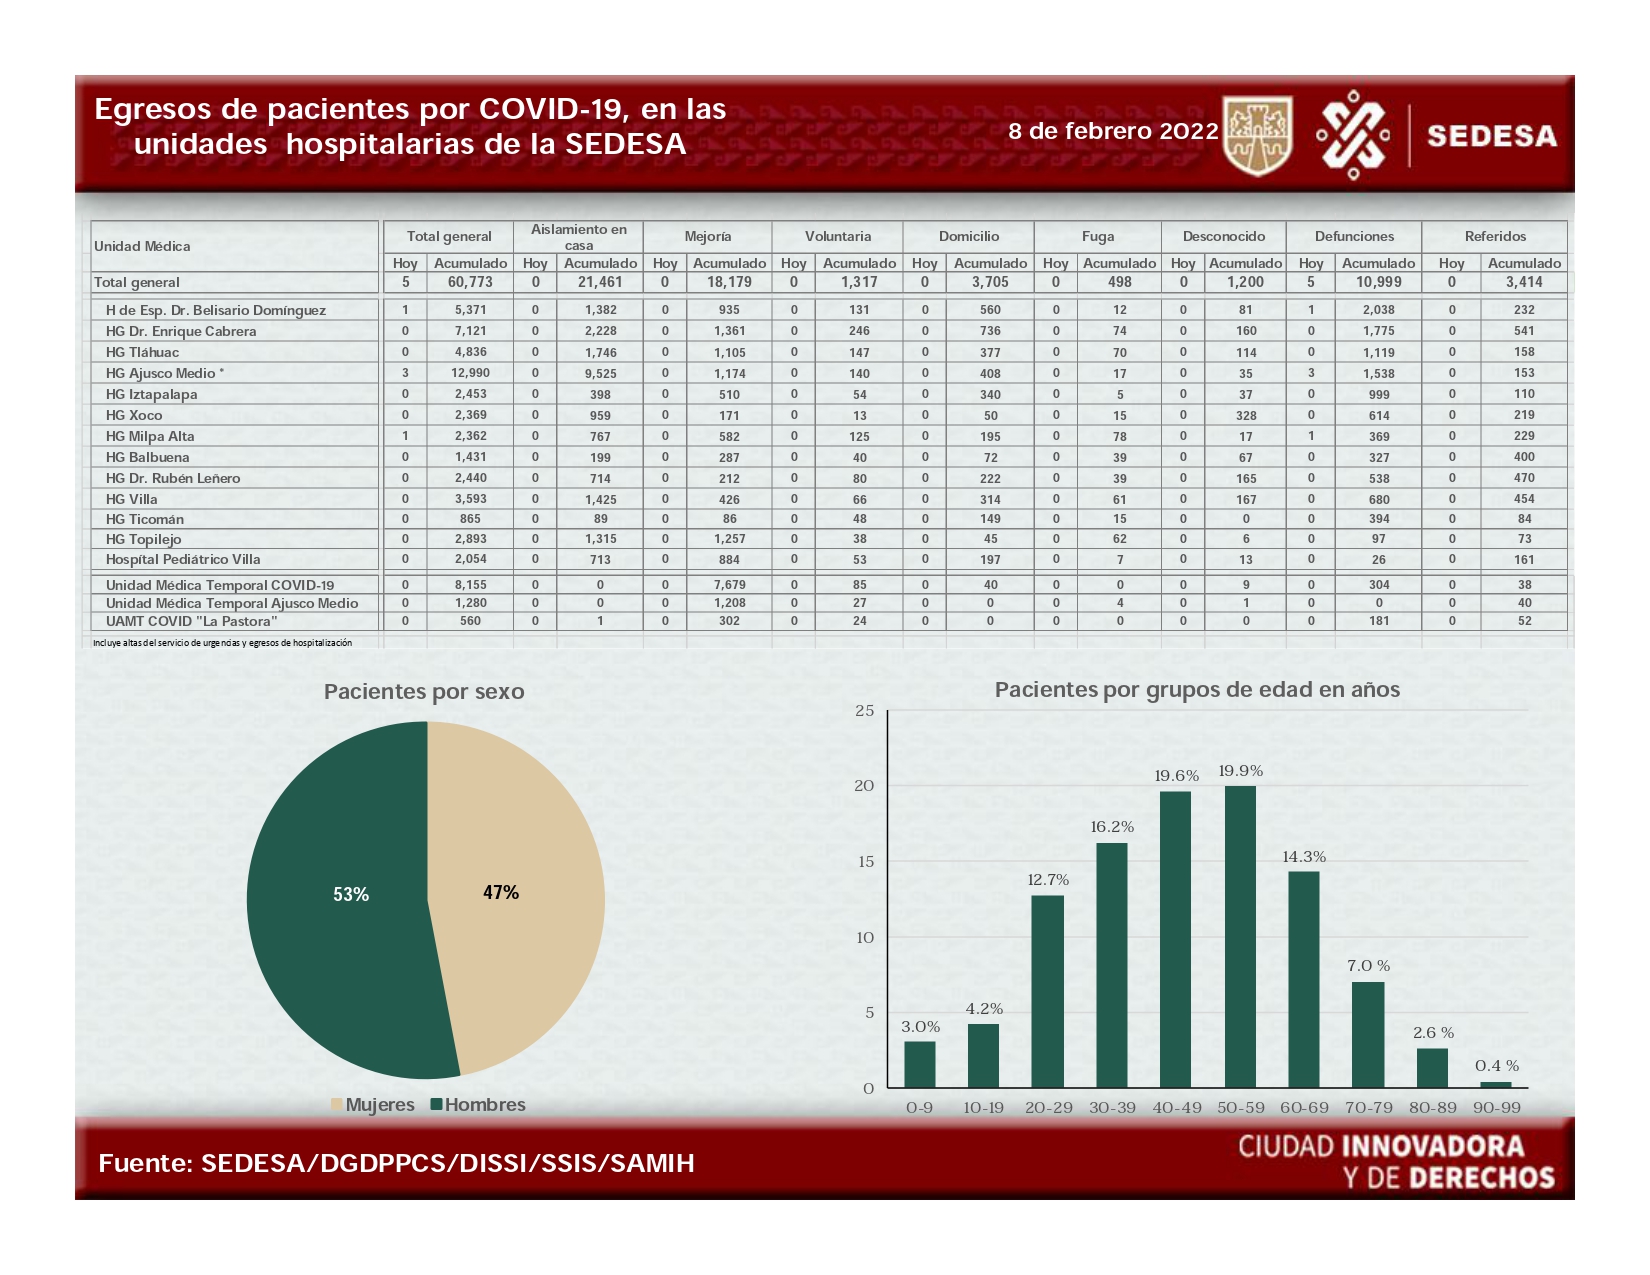 Egresos de pacientes por COVID-19, en las
unidades  hospitalarias de la SEDESA
8 de febrero 2022
SEDESA
Unidad Médica Total general Aislamiento en casa Mejoría Voluntaria Domicilio Fuga Desconocido Defunciones Referidos
Hoy Acumulado Hoy Acumulado Hoy Acumulado Hoy Acumulado Hoy Acumulado Hoy Acumulado Hoy Acumulado Hoy Acumulado Hoy Acumulado
Total general 5 60,773 0 21,461 0 18,179 0 1,317 0 3,705 0 498 0 1,200 5 10,999 0 3,414
H de Esp. Dr. Belisario Domínguez 1 5,371 0 1,382 0 935 0 131 0 560 0 12 0 81 1 2,038 0 232
HG Dr. Enrique Cabrera 0 7,121 0 2,228 0 1,361 0 246 0 736 0 74 0 160 0 1,775 0 541
HG Tláhuac 0 4,836 0 1,746 0 1,105 0 147 0 377 0 70 0 114 0 1,119 0 158
HG Ajusco Medio * 3 12,990 0 9,525 0 1,174 0 140 0 408 0 17 0 35 3 1,538 0 153
HG Iztapalapa 0 2,453 0 398 0 510 0 54 0 340 0 5 0 37 0 999 0 110
HG Xoco 0 2,369 0 959 0 171 0 13 0 50 0 15 0 328 0 614 0 219
HG Milpa Alta 1 2,362 0 767 0 582 0 125 0 195 0 78 0 17 1 369 0 229
HG Balbuena 0 1,431 0 199 0 287 0 40 0 72 0 39 0 67 0 327 0 400
HG Dr. Rubén Leñero 0 2,440 0 714 0 212 0 80 0 222 0 39 0 165 0 538 0 470
HG Villa 0 3,593 0 1,425 0 426 0 66 0 314 0 61 0 167 0 680 0 454
HG Ticomán 0 865 0 89 0 86 0 48 0 149 0 15 0 0 0 394 0 84
HG Topilejo 0 2,893 0 1,315 0 1,257 0 38 0 45 0 62 0 6 0 97 0 73
Hospítal Pediátrico Villa 0 2,054 0 713 0 884 0 53 0 197 0 7 0 13 0 26 0 161
Unidad Médica Temporal COVID-19 0 8,155 0 0 0 7,679 0 85 0 40 0 0 0 9 0 304 0 38
Unidad Médica Temporal Ajusco Medio 0 1,280 0 0 0 1,208 0 27 0 0 0 4 0 1 0 0 0 40
UAMT COVID "La Pastora" 0 560 0 1 0 302 0 24 0 0 0 0 0 0 0 181 0 52
Incluye altas del servicio de urgencias y egresos de hospitalización
Pacientes por sexo
53%
47%
Mujeres Hombres
Pacientes por grupos de edad en años
25
20
15
10
5
0
3.0%
4.2%
12.7%
16.2%
19.6%
19.9%
14.3%
7.0 %
2.6 %
0.4 %
0-9 10-19 20-29 30-39 40-49 50-59 60-69 70-79 80-89 90-99
Fuente: SEDESA/DGDPPCS/DISSI/SSIS/SAMIH
CIUDAD INNOVADORA
Y DE DERECHOS